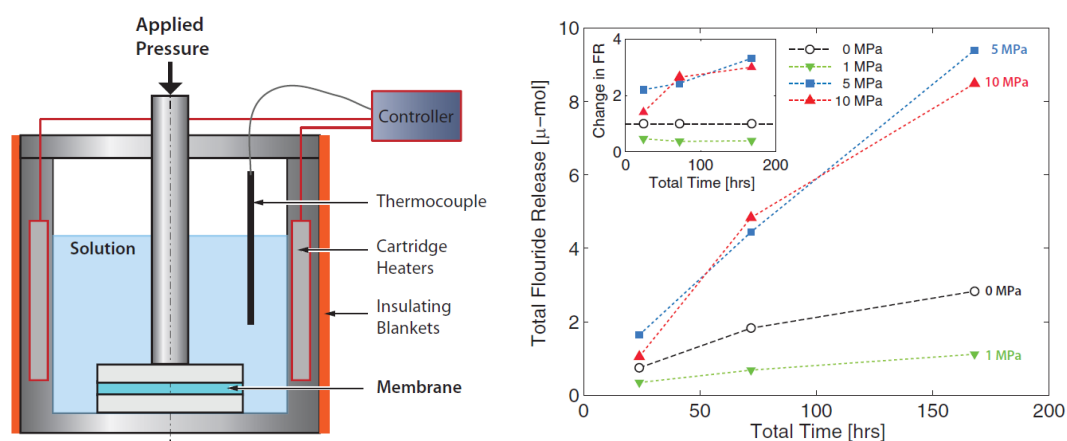 Applied
Pressure
Controller
Thermocouple
Solution
Cartridge
Heaters
Insulating
Blankets
Membrane
Total Flouride Release [μ−mol]
10
8
6
4
2
0
0
50
100
150
200
Total Time [hrs]
Change in FR
4
2
0
0
100
200
Total Time [hrs]
0 MPa
1 MPa
5 MPa
10 MPa
5 MPa
10 MPa
0 MPa
1 MPa